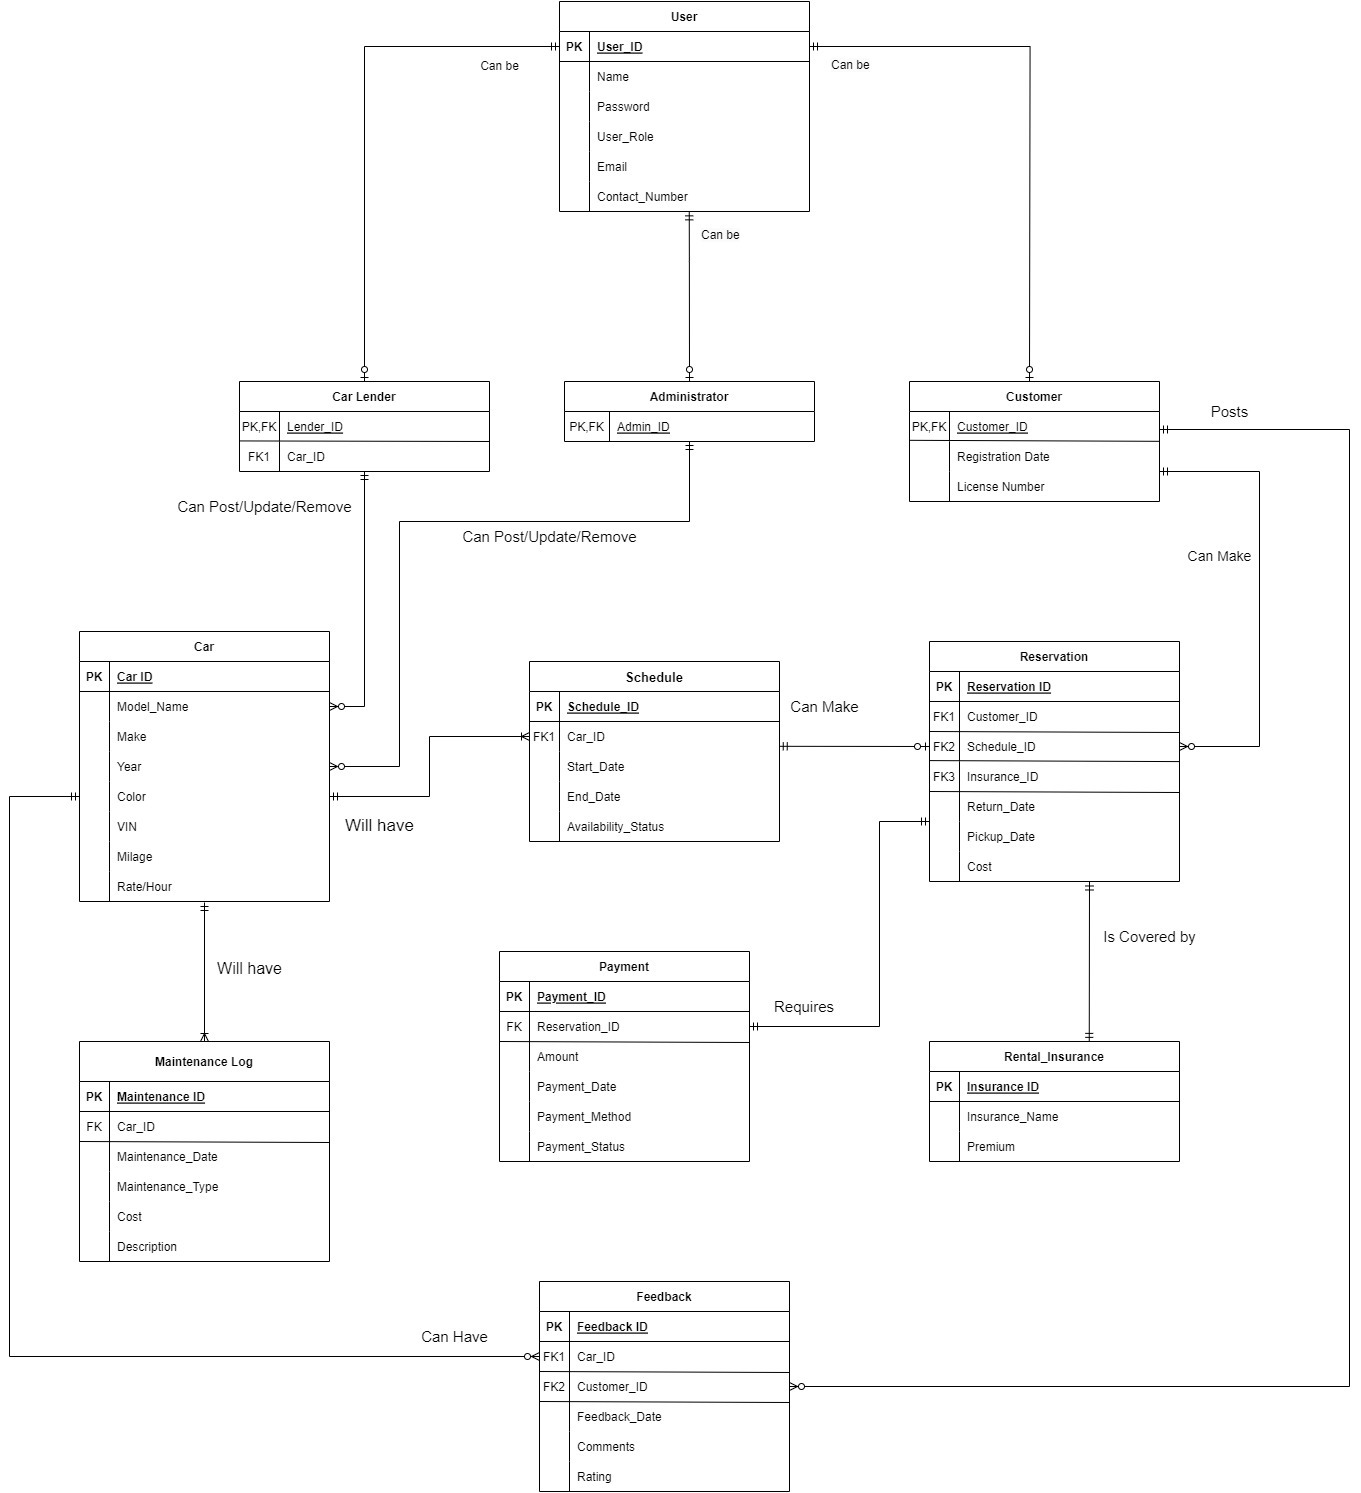 User
PK User_ID
Name
Password
User_Role
Email
Contact_Number
Can be
Can be
Can be
Car Lender
PK,FK Lender_ID
FK1 Car_ID
Administrator
PK,FK Admin_ID
Customer
PK,FK Customer_ID
Registration Date
License Number
Posts
Can Post/Update/Remove
Can Post/Update/Remove
Can Make
Car
PK Car ID
Model_Name
Make
Year
Color
VIN
Milage
Rate/Hour
Will have
Schedule
PK Schedule_ID
FK1 Car_ID
Start_Date
End_Date
Availability_Status
Can Make
Reservation
PK Reservation ID
FK1 Customer_ID
FK2 Schedule_ID
FK3 Insurance_ID
Return_Date
Pickup_Date
Cost
Will have
Is Covered by
Payment
PK Payment_ID
FK Reservation_ID
Amount
Payment_Date
Payment_Method
Payment_Status
Requires
Maintenance Log
PK Maintenance ID
FK Car_ID
Maintenance_Date
Maintenance_Type
Cost
Description
Rental_Insurance
PK Insurance ID
Insurance_Name
Premium
Can Have
Feedback
PK Feedback ID
FK1 Car_ID
FK2 Customer_ID
Feedback_Date
Comments
Rating